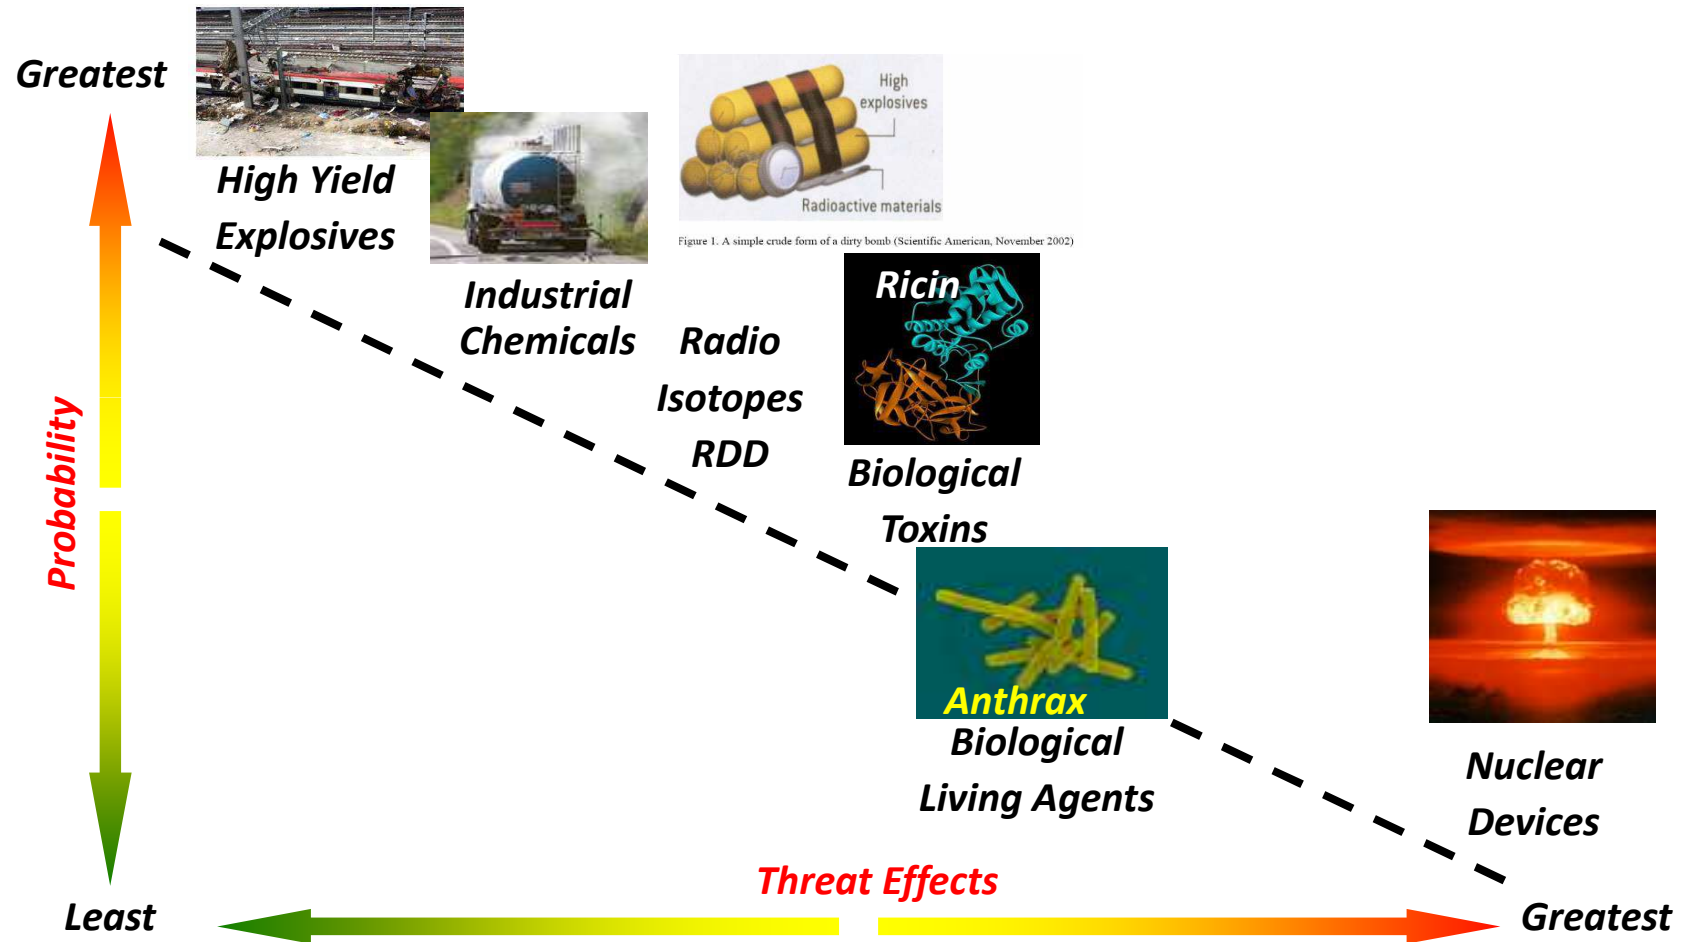 Greatest
High Yield
Explosives
Industrial
Chemicals
High
explosives
Radioactive materials
Figure 1. A simple crude form of a dirty bomb (Scientific American, November 2002)
Radio
Isotopes
RDD
Ricin
Biological
Toxins
Probability
Anthrax
Biological
Living Agents
Nuclear
Devices
Threat Effects
Least
Greatest